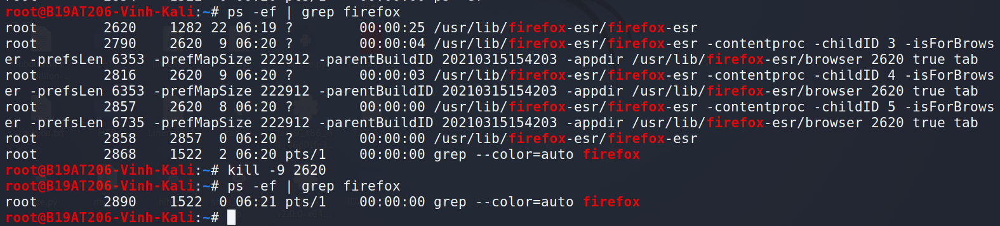 root@B19AT206-Vinh-Kali:~# ps -ef | grep firefox
root        2620    1282 22 06:19 ?        00:00:25 /usr/lib/firefox-esr/firefox-esr
root        2790    2620  9 06:20 ?        00:00:04 /usr/lib/firefox-esr/firefox-esr -contentproc -childID 3 -isForBrows
er -prefsLen 6353 -prefMapSize 222912 -parentBuildID 20210315154203 -appdir /usr/lib/firefox-esr/browser 2620 true tab
root        2816    2620  9 06:20 ?        00:00:03 /usr/lib/firefox-esr/firefox-esr -contentproc -childID 4 -isForBrows
er -prefsLen 6353 -prefMapSize 222912 -parentBuildID 20210315154203 -appdir /usr/lib/firefox-esr/browser 2620 true tab
root        2857    2620  8 06:20 ?        00:00:00 /usr/lib/firefox-esr/firefox-esr -contentproc -childID 5 -isForBrows
er -prefsLen 6735 -prefMapSize 222912 -parentBuildID 20210315154203 -appdir /usr/lib/firefox-esr/browser 2620 true tab
root        2858    2857  0 06:20 ?        00:00:00 /usr/lib/firefox-esr/firefox-esr
root        2868    1522  2 06:20 pts/1    00:00:00 grep --color=auto firefox
root@B19AT206-Vinh-Kali:~# kill -9 2620
root@B19AT206-Vinh-Kali:~# ps -ef | grep firefox
root        2890    1522  0 06:21 pts/1    00:00:00 grep --color=auto firefox
root@B19AT206-Vinh-Kali:~#